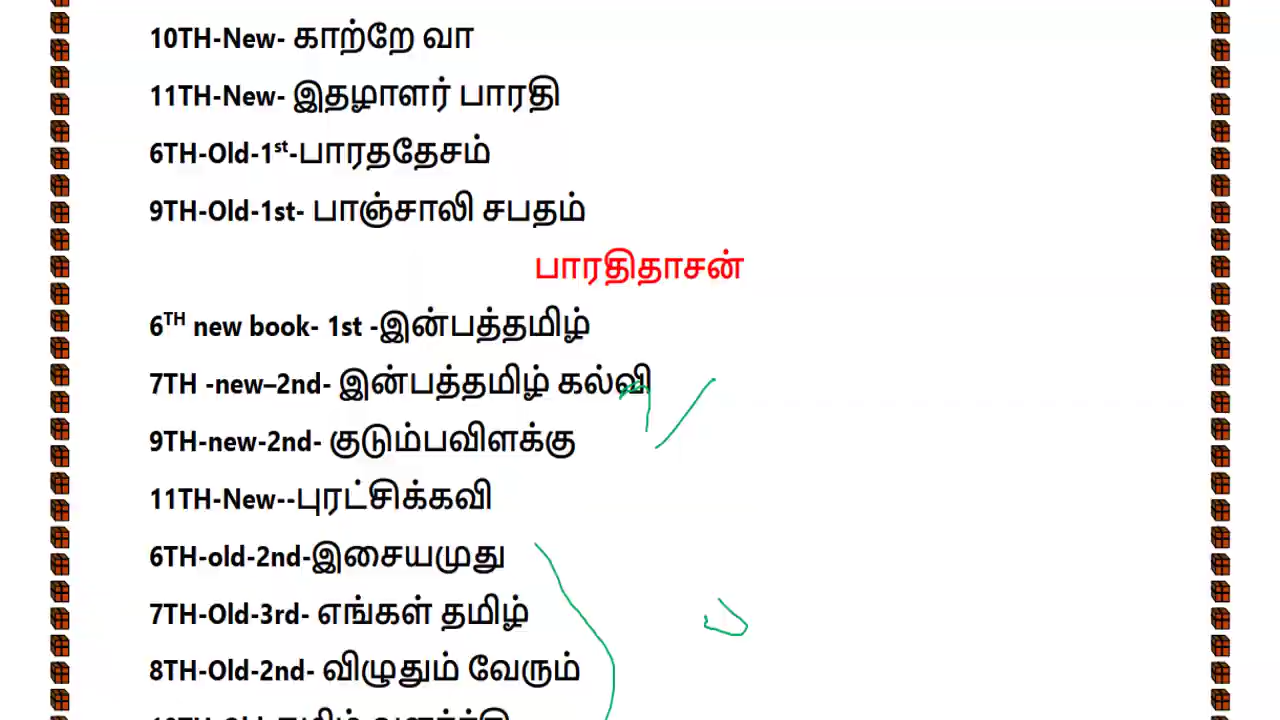 10TH-New- காற்றே வா
11TH-New- இதழாளர் பாரதி
6TH-Old-1st-பாரததேசம்
9TH-Old-1st- பாஞ்சாலி சபதம்
பாரதிதாசன்
6TH new book- 1st -இன்பத்தமிழ்
7TH -new–2nd- இன்பத்தமிழ் கல்வி
9TH-new-2nd- குடும்பவிளக்கு
11TH-New--புரட்சிக்கவி
6TH-old-2nd-இசையமுது
7TH-Old-3rd- எங்கள் தமிழ்
8TH-Old-2nd- விழுதும் வேரும்